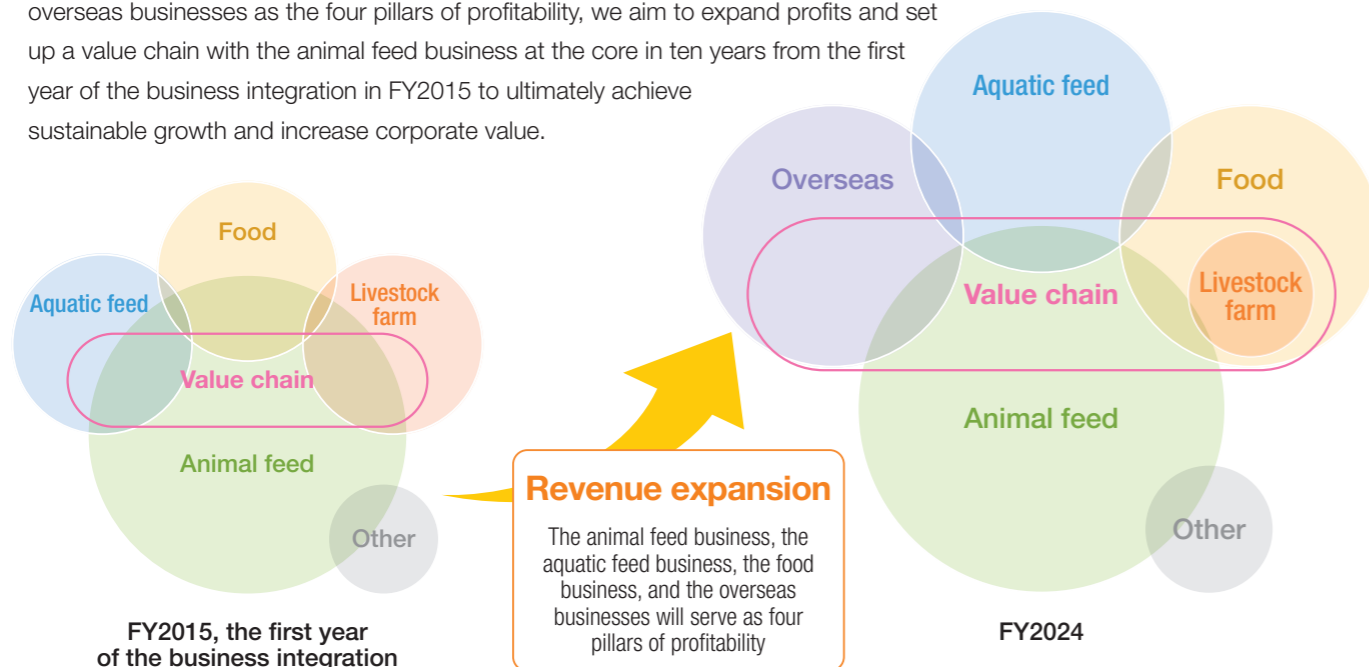 overseas businesses as the four pillars of profitability, we aim to expand profits and set
up a value chain with the animal feed business at the core in ten years from the first
year of the business integration in FY2015 to ultimately achieve
sustainable growth and increase corporate value.
Food
Aquatic feed
Livestock
farm
Value chain
Animal feed
Other
FY2015, the first year
of the business integration
Revenue expansion
The animal feed business, the
aquatic feed business, the food
business, and the overseas
businesses will serve as four
pillars of profitability
Aquatic feed
Overseas
Food
Value chain
Livestock
farm
Animal feed
Other
FY2024